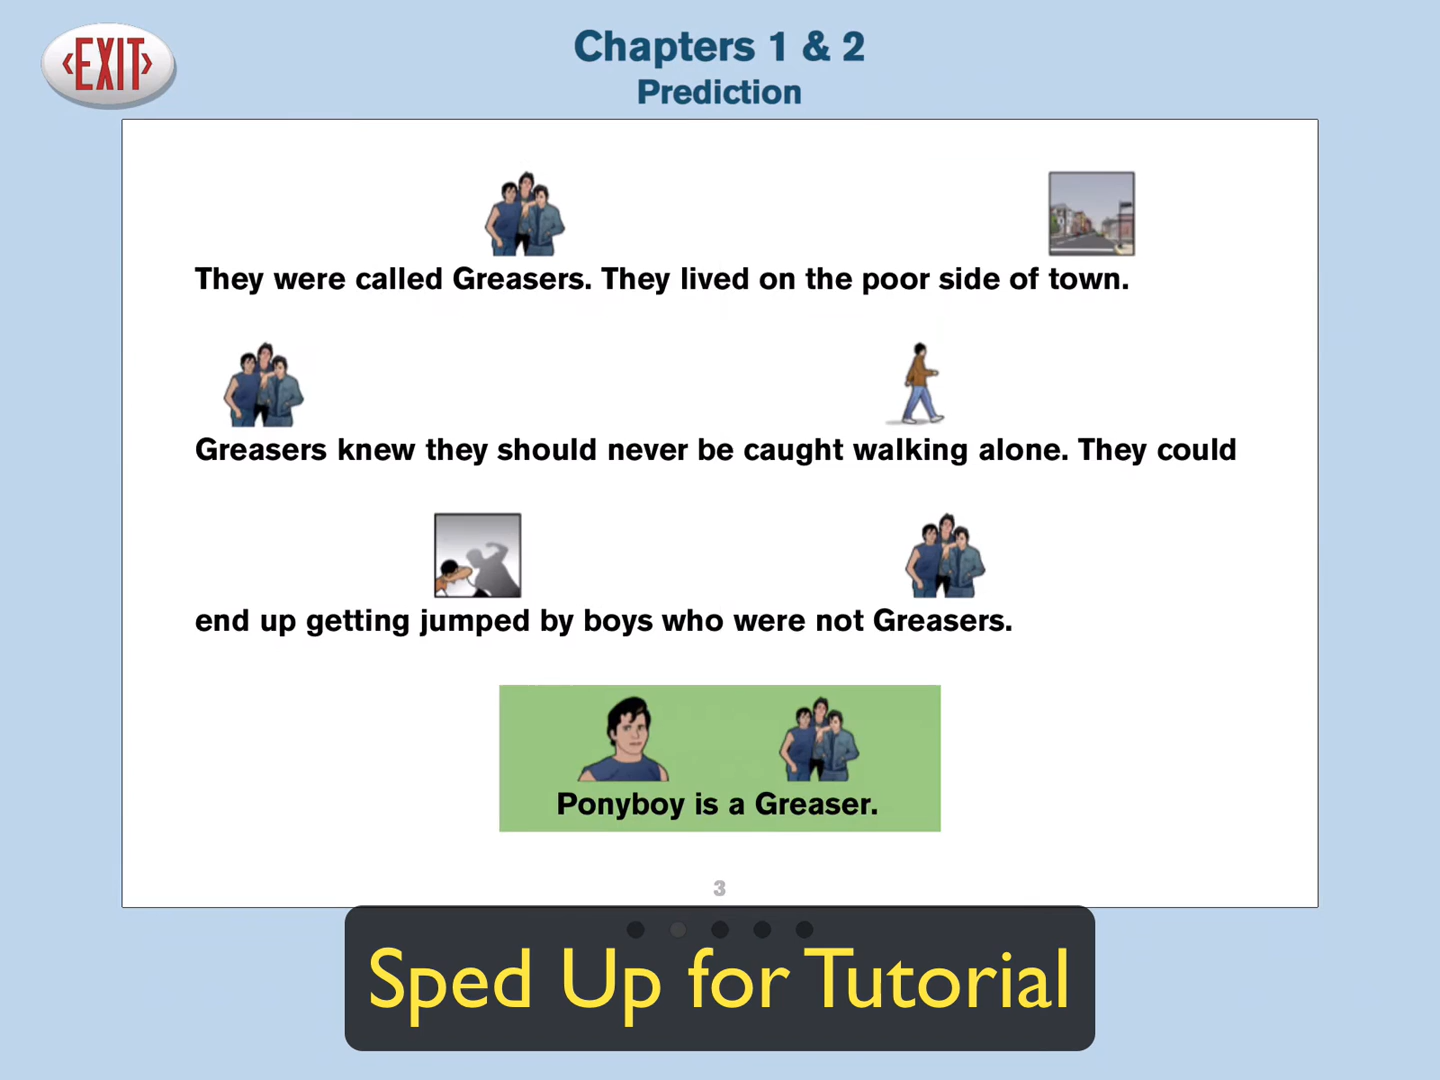 ‹EXIT›
Chapters 1 & 2
Prediction
They were called Greasers. They lived on the poor side of town.
Greasers knew they should never be caught walking alone. They could
end up getting jumped by boys who were not Greasers.
Ponyboy is a Greaser.
3
Sped Up for Tutorial